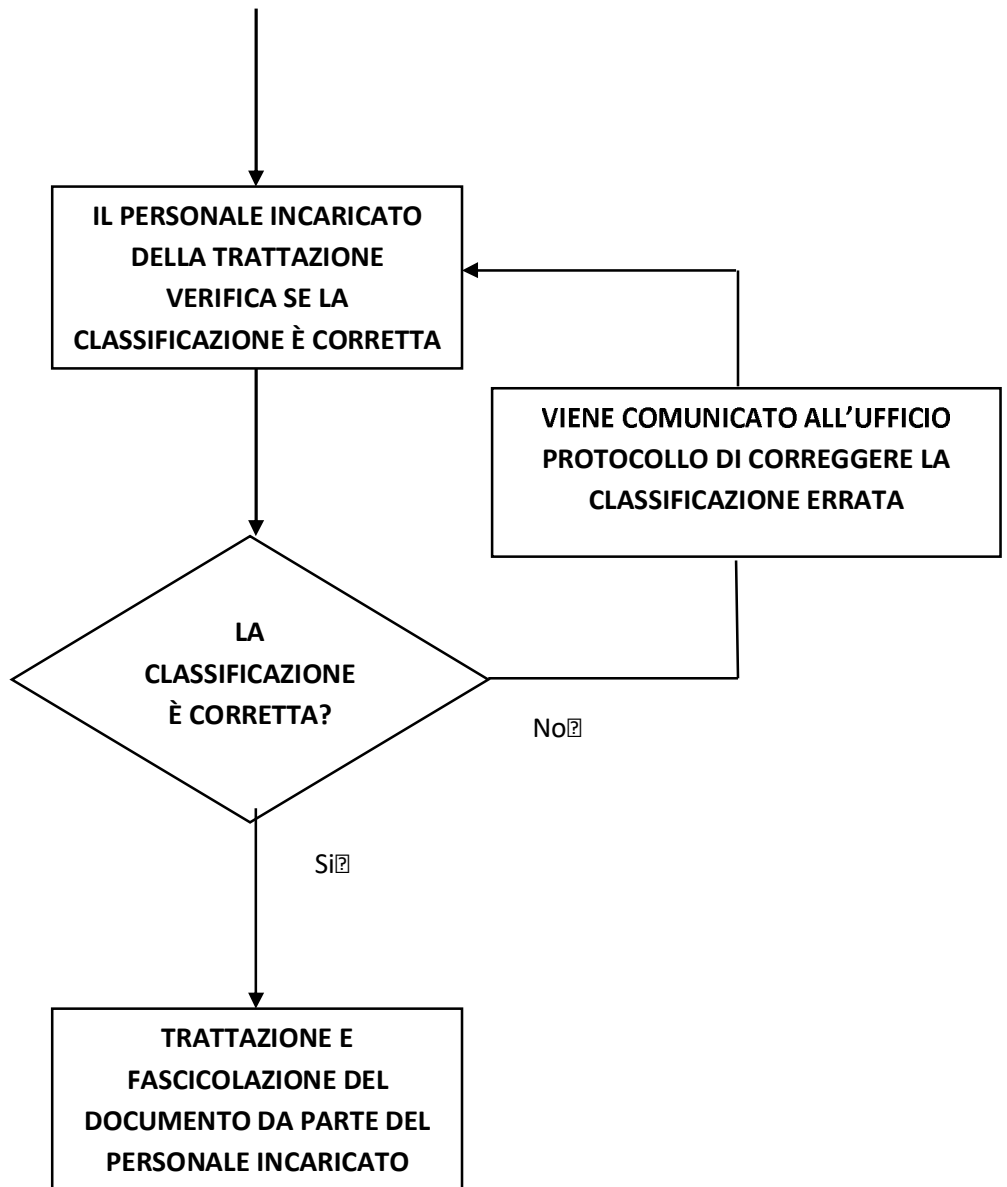 IL PERSONALE INCARICATO
DELLA TRATTAZIONE
VERIFICA SE LA
CLASSIFICAZIONE È CORRETTA
VIENE COMUNICATO ALL’UFFICIO
PROTOCOLLO DI CORREGGERE LA
CLASSIFICAZIONE ERRATA
LA
CLASSIFICAZIONE
È CORRETTA?
No
Si
TRATTAZIONE E
FASCICOLAZIONE DEL
DOCUMENTO DA PARTE DEL
PERSONALE INCARICATO